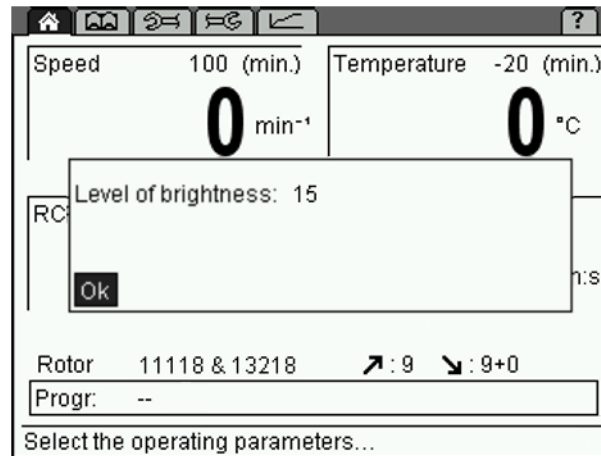 ?
Speed 100 (min.) Temperature -20 (min.)
0 min⁻¹ 0 °C
Level of brightness: 15
RC
Ok
Rotor 11118 & 13218 ↗ : 9 ↘ : 9+0
Progr: --
Select the operating parameters...